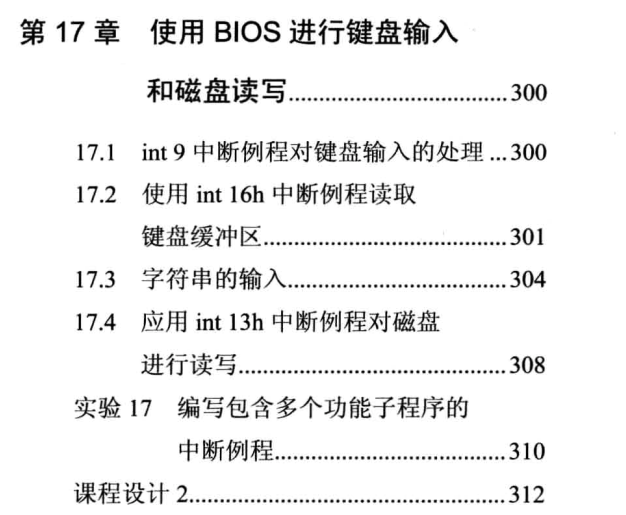 第 17 章 使用 BIOS 进行键盘输入
和磁盘读写....................................300
17.1 int 9 中断例程对键盘输入的处理 ...300
17.2 使用 int 16h 中断例程读取
键盘缓冲区........................................301
17.3 字符串的输入....................................304
17.4 应用 int 13h 中断例程对磁盘
进行读写............................................308
实验 17 编写包含多个功能子程序的
中断例程......................................310
课程设计 2....................................................312